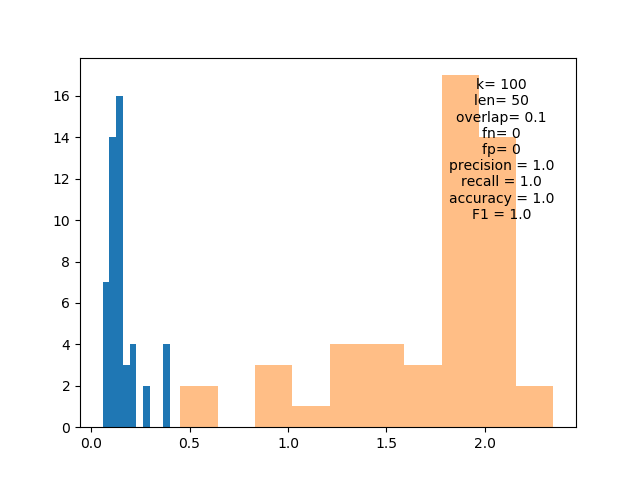 16
14
12
10
8
6
4
2
0
k= 100
len= 50
overlap= 0.1
fn= 0
fp= 0
precision = 1.0
recall = 1.0
accuracy = 1.0
F1 = 1.0
0.0 0.5 1.0 1.5 2.0